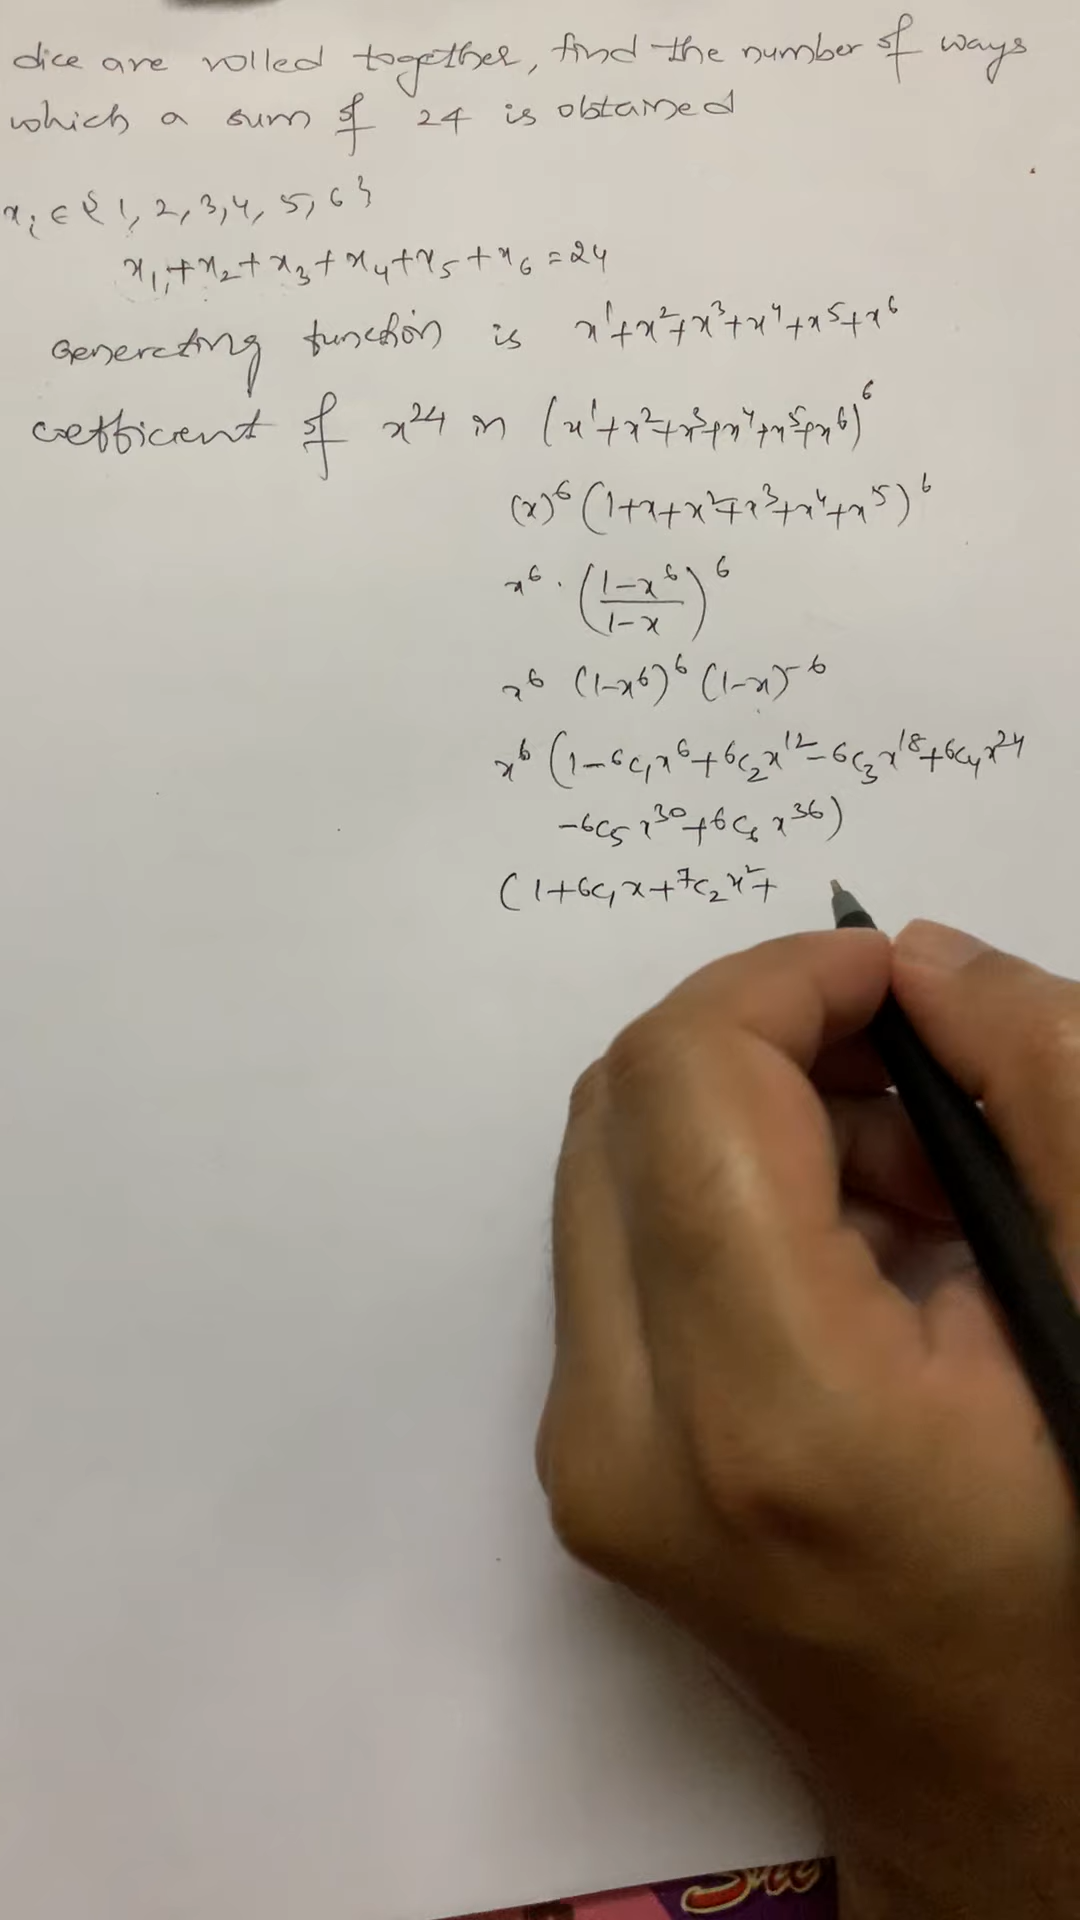 dice are rolled together, find the number of ways
which a sum of 24 is obtained
xᵢ ∈ { 1, 2, 3, 4, 5, 6 }
x₁ + x₂ + x₃ + x₄ + x₅ + x₆ = 24
Generating function is x¹+x²+x³+x⁴+x⁵+x⁶
coefficient of x²⁴ in (x¹+x²+x³+x⁴+x⁵+x⁶)⁶
(x)⁶ (1+x+x²+x³+x⁴+x⁵)⁶
x⁶ · ((1-x⁶)/(1-x))⁶
x⁶ (1-x⁶)⁶ (1-x)⁻⁶
x⁶ (1-6c₁x⁶+6c₂x¹²-6c₃x¹⁸+6c₄x²⁴
-6c₅x³⁰+6c₆x³⁶)
(1+6c₁x+⁷c₂x²+